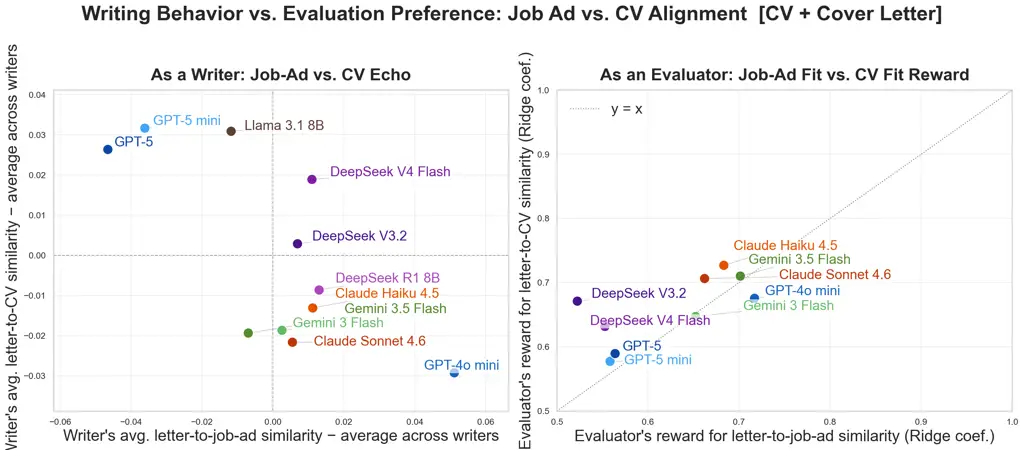 Writing Behavior vs. Evaluation Preference: Job Ad vs. CV Alignment [CV + Cover Letter]
As a Writer: Job-Ad vs. CV Echo
Writer's avg. letter-to-CV similarity − average across writers
0.04
0.03
0.02
0.01
0.00
−0.01
−0.02
−0.03
GPT-5 mini
GPT-5
Llama 3.1 8B
DeepSeek V4 Flash
DeepSeek V3.2
DeepSeek R1 8B
Claude Haiku 4.5
Gemini 3.5 Flash
Gemini 3 Flash
Claude Sonnet 4.6
GPT-4o mini
−0.06
−0.04
−0.02
0.00
0.02
0.04
0.06
Writer's avg. letter-to-job-ad similarity − average across writers
As an Evaluator: Job-Ad Fit vs. CV Fit Reward
Evaluator's reward for letter-to-CV similarity (Ridge coef.)
1.0
0.9
0.8
0.7
0.6
0.5
y = x
Claude Haiku 4.5
Gemini 3.5 Flash
Claude Sonnet 4.6
DeepSeek V3.2
GPT-4o mini
Gemini 3 Flash
DeepSeek V4 Flash
GPT-5
GPT-5 mini
0.5
0.6
0.7
0.8
0.9
1.0
Evaluator's reward for letter-to-job-ad similarity (Ridge coef.)